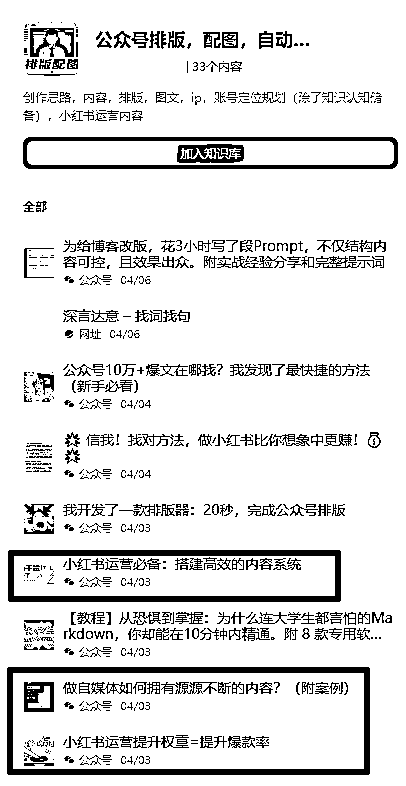 排版配图
公众号排版，配图，自动...
| 33个内容
创作思路，内容，排版，图文，ip，账号定位规划（除了知识认知储
备），小红书运营内容
加入知识库
全部
为给博客改版，花3小时写了段Prompt，不仅结构内
容可控，且效果出众。附实战经验分享和完整提示词
公众号 04/06
深言达意 – 找词找句
网址 04/06
公众号10万+爆文在哪找？我发现了最快捷的方法
（新手必看）
公众号 04/04
💥 信我！找对方法，做小红书比你想象中更赚！💰
💥
公众号 04/04
我开发了一款排版器：20秒，完成公众号排版
公众号 04/03
小红书运营必备：搭建高效的内容系统
公众号 04/03
【教程】从恐惧到掌握：为什么连大学生都害怕的Ma
rkdown，你却能在10分钟内精通。附 8 款专用软...
公众号 04/03
做自媒体如何拥有源源不断的内容？（附案例）
公众号 04/03
小红书运营提升权重=提升爆款率
公众号 04/03